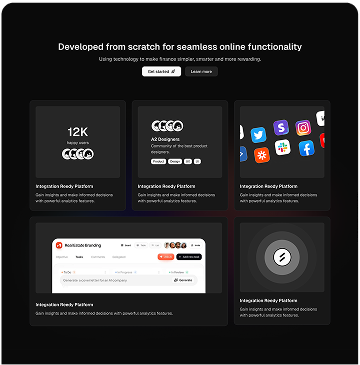 Developed from scratch for seamless online functionality
Using technology to make finance simpler, smarter and more rewarding.
Get started
Learn more
12K
happy users
A2 Designers
Community of the best product
designers.
Product
Design
Integration Ready Platform
Gain insights and make informed decisions
with powerful analytics features.
Integration Ready Platform
Gain insights and make informed decisions
with powerful analytics features.
Integration Ready Platform
Gain insights and make informed decisions
with powerful analytics features.
Real Estate Branding
Generate
Integration Ready Platform
Gain insights and make informed decisions with powerful analytics features.
Integration Ready Platform
Gain insights and make informed decisions
with powerful analytics features.